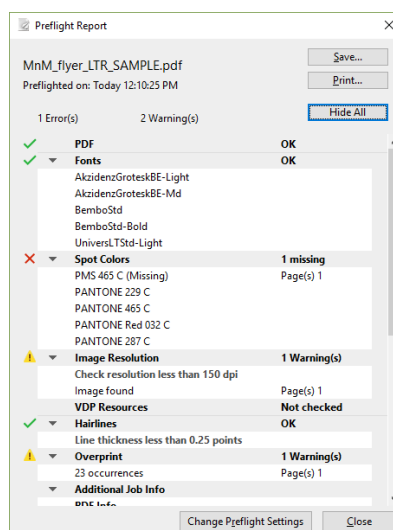 Preflight Report
MnM_flyer_LTR_SAMPLE.pdf
Save...
Preflighted on: Today 12:10:25 PM
Print...
1 Error(s) 2 Warning(s)
Hide All
PDF OK
Fonts OK
AkzidenzGroteskBE-Light
AkzidenzGroteskBE-Md
BemboStd
BemboStd-Bold
UniversLTStd-Light
Spot Colors 1 missing
PMS 465 C (Missing) Page(s) 1
PANTONE 229 C
PANTONE 465 C
PANTONE Red 032 C
PANTONE 287 C
Image Resolution 1 Warning(s)
Check resolution less than 150 dpi
Image found Page(s) 1
VDP Resources Not checked
Hairlines OK
Line thickness less than 0.25 points
Overprint 1 Warning(s)
23 occurrences Page(s) 1
Additional Job Info
PDF Info
Change Preflight Settings Close